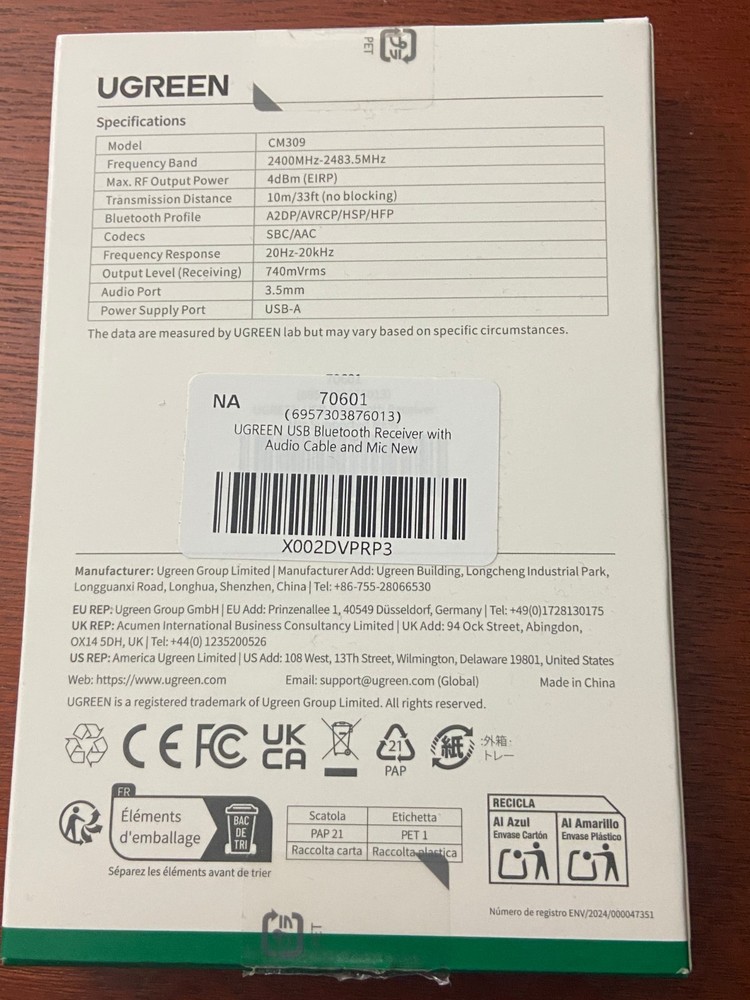 PET
UGREEN
Specifications
Model CM309
Frequency Band 2400MHz-2483.5MHz
Max. RF Output Power 4dBm (EIRP)
Transmission Distance 10m/33ft (no blocking)
Bluetooth Profile A2DP/AVRCP/HSP/HFP
Codecs SBC/AAC
Frequency Response 20Hz-20kHz
Output Level (Receiving) 740mVrms
Audio Port 3.5mm
Power Supply Port USB-A
The data are measured by UGREEN lab but may vary based on specific circumstances.
NA 70601
(6957303876013)
UGREEN USB Bluetooth Receiver with
Audio Cable and Mic New
X002DVPRP3
Manufacturer: Ugreen Group Limited | Manufacturer Add: Ugreen Building, Longcheng Industrial Park,
Longguanxi Road, Longhua, Shenzhen, China | Tel: +86-755-28066530
EU REP: Ugreen Group GmbH | EU Add: Prinzenallee 1, 40549 Düsseldorf, Germany | Tel: +49(0)1728130175
UK REP: Acumen International Business Consultancy Limited | UK Add: 94 Ock Street, Abingdon,
OX14 5DH, UK | Tel: +44(0) 1235200526
US REP: America Ugreen Limited | US Add: 108 West, 13Th Street, Wilmington, Delaware 19801, United States
Web: https://www.ugreen.com Email: support@ugreen.com (Global) Made in China
UGREEN is a registered trademark of Ugreen Group Limited. All rights reserved.
CE FC UK
CA
21
PAP
紙
外箱·
トレー
FR
Éléments
d'emballage
BAC
DE
TRI
Séparez les éléments avant de trier
Scatola Etichetta
PAP 21 PET 1
Raccolta carta Raccolta plastica
RECICLA
Al Azul Al Amarillo
Envase Cartón Envase Plástico
Número de registro ENV/2024/000047351